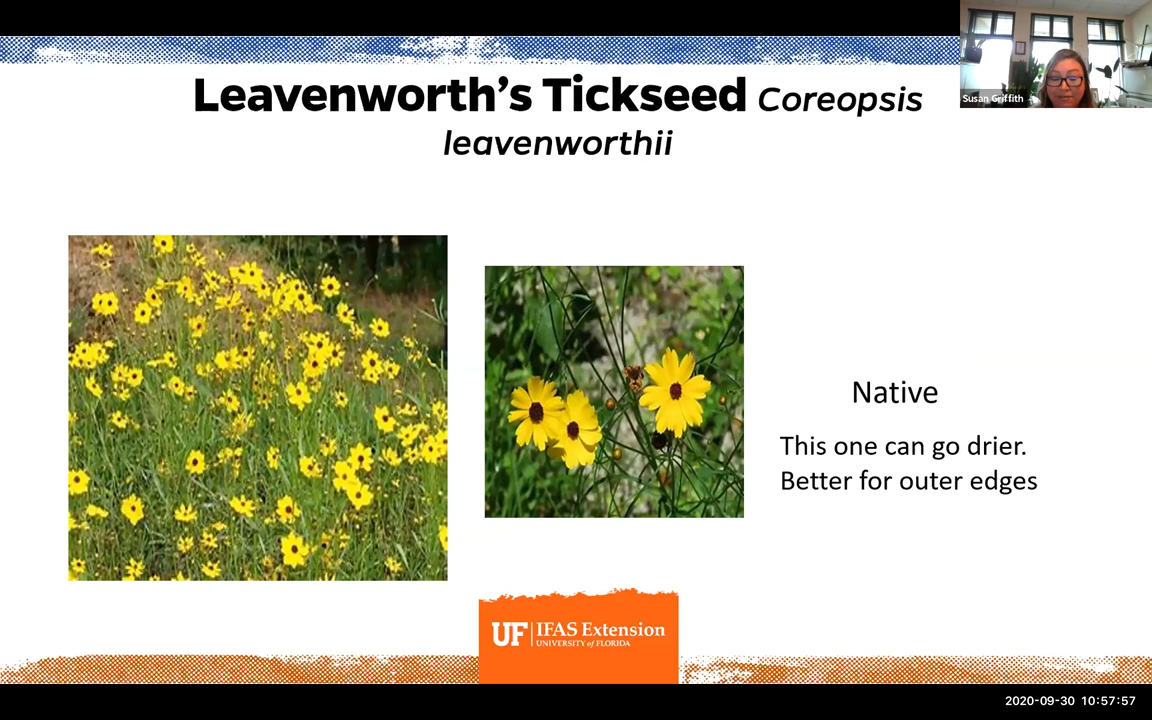 Susan Griffith
Leavenworth’s Tickseed Coreopsis
leavenworthii
Native
This one can go drier.
Better for outer edges
UF IFAS Extension
UNIVERSITY of FLORIDA
2020-09-30 10:57:57